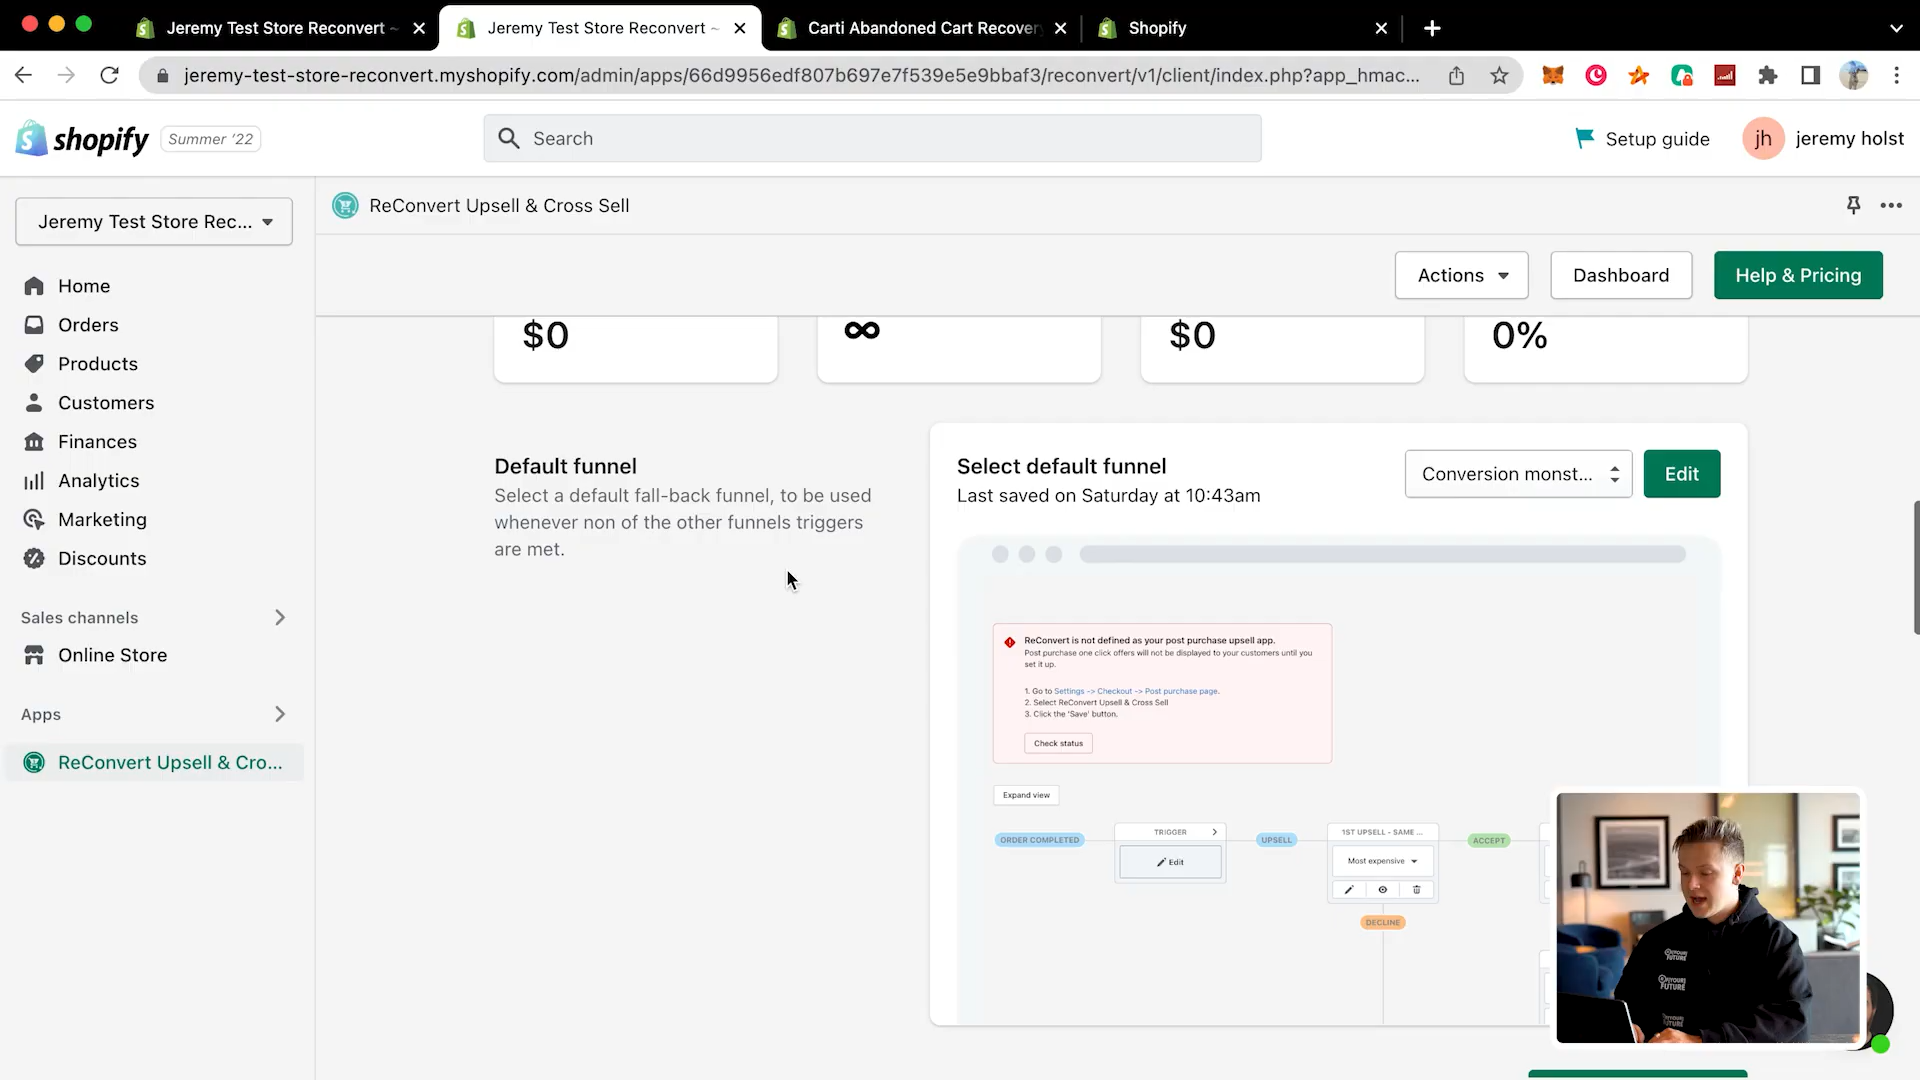 Jeremy Test Store Reconvert ~
Jeremy Test Store Reconvert ~
Carti Abandoned Cart Recover
Shopify
jeremy-test-store-reconvert.myshopify.com/admin/apps/66d9956edf807b697e7f539e5e9bbaf3/reconvert/v1/client/index.php?app_hmac...
shopify
Summer '22
Search
Setup guide
jh
jeremy holst
Jeremy Test Store Rec...
ReConvert Upsell & Cross Sell
Actions
Dashboard
Help & Pricing
Home
Orders
Products
Customers
Finances
Analytics
Marketing
Discounts
Sales channels
Online Store
Apps
ReConvert Upsell & Cro...
$0
∞
$0
0%
Default funnel
Select a default fall-back funnel, to be used
whenever non of the other funnels triggers
are met.
Select default funnel
Last saved on Saturday at 10:43am
Conversion monst...
Edit
ReConvert is not defined as your post purchase upsell app.
Post purchase one click offers will not be displayed to your customers until you
set it up.
1. Go to Settings -> Checkout -> Post purchase page.
2. Select ReConvert Upsell & Cross Sell
3. Click the 'Save' button.
Check status
Expand view
ORDER COMPLETED
TRIGGER
Edit
UPSELL
1ST UPSELL - SAME ...
Most expensive
ACCEPT
DECLINE